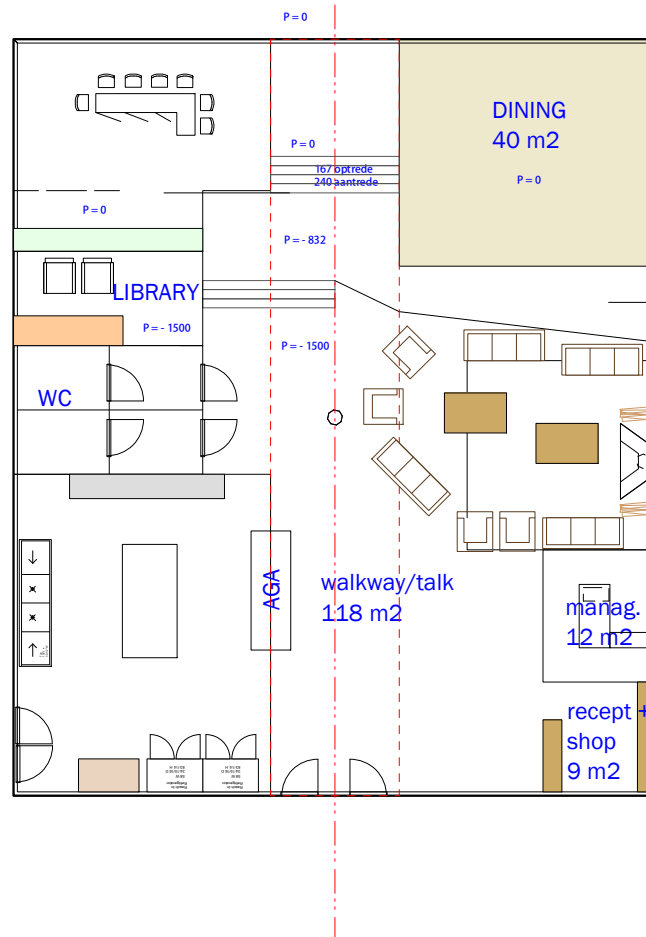 P = 0
DINING
40 m2
P = 0
167 optrede
240 aantrede
P = 0
P = 0
P = - 832
LIBRARY
P = - 1500
P = - 1500
WC
AGA
walkway/talk
118 m2
manag.
12 m2
recept +
shop
9 m2